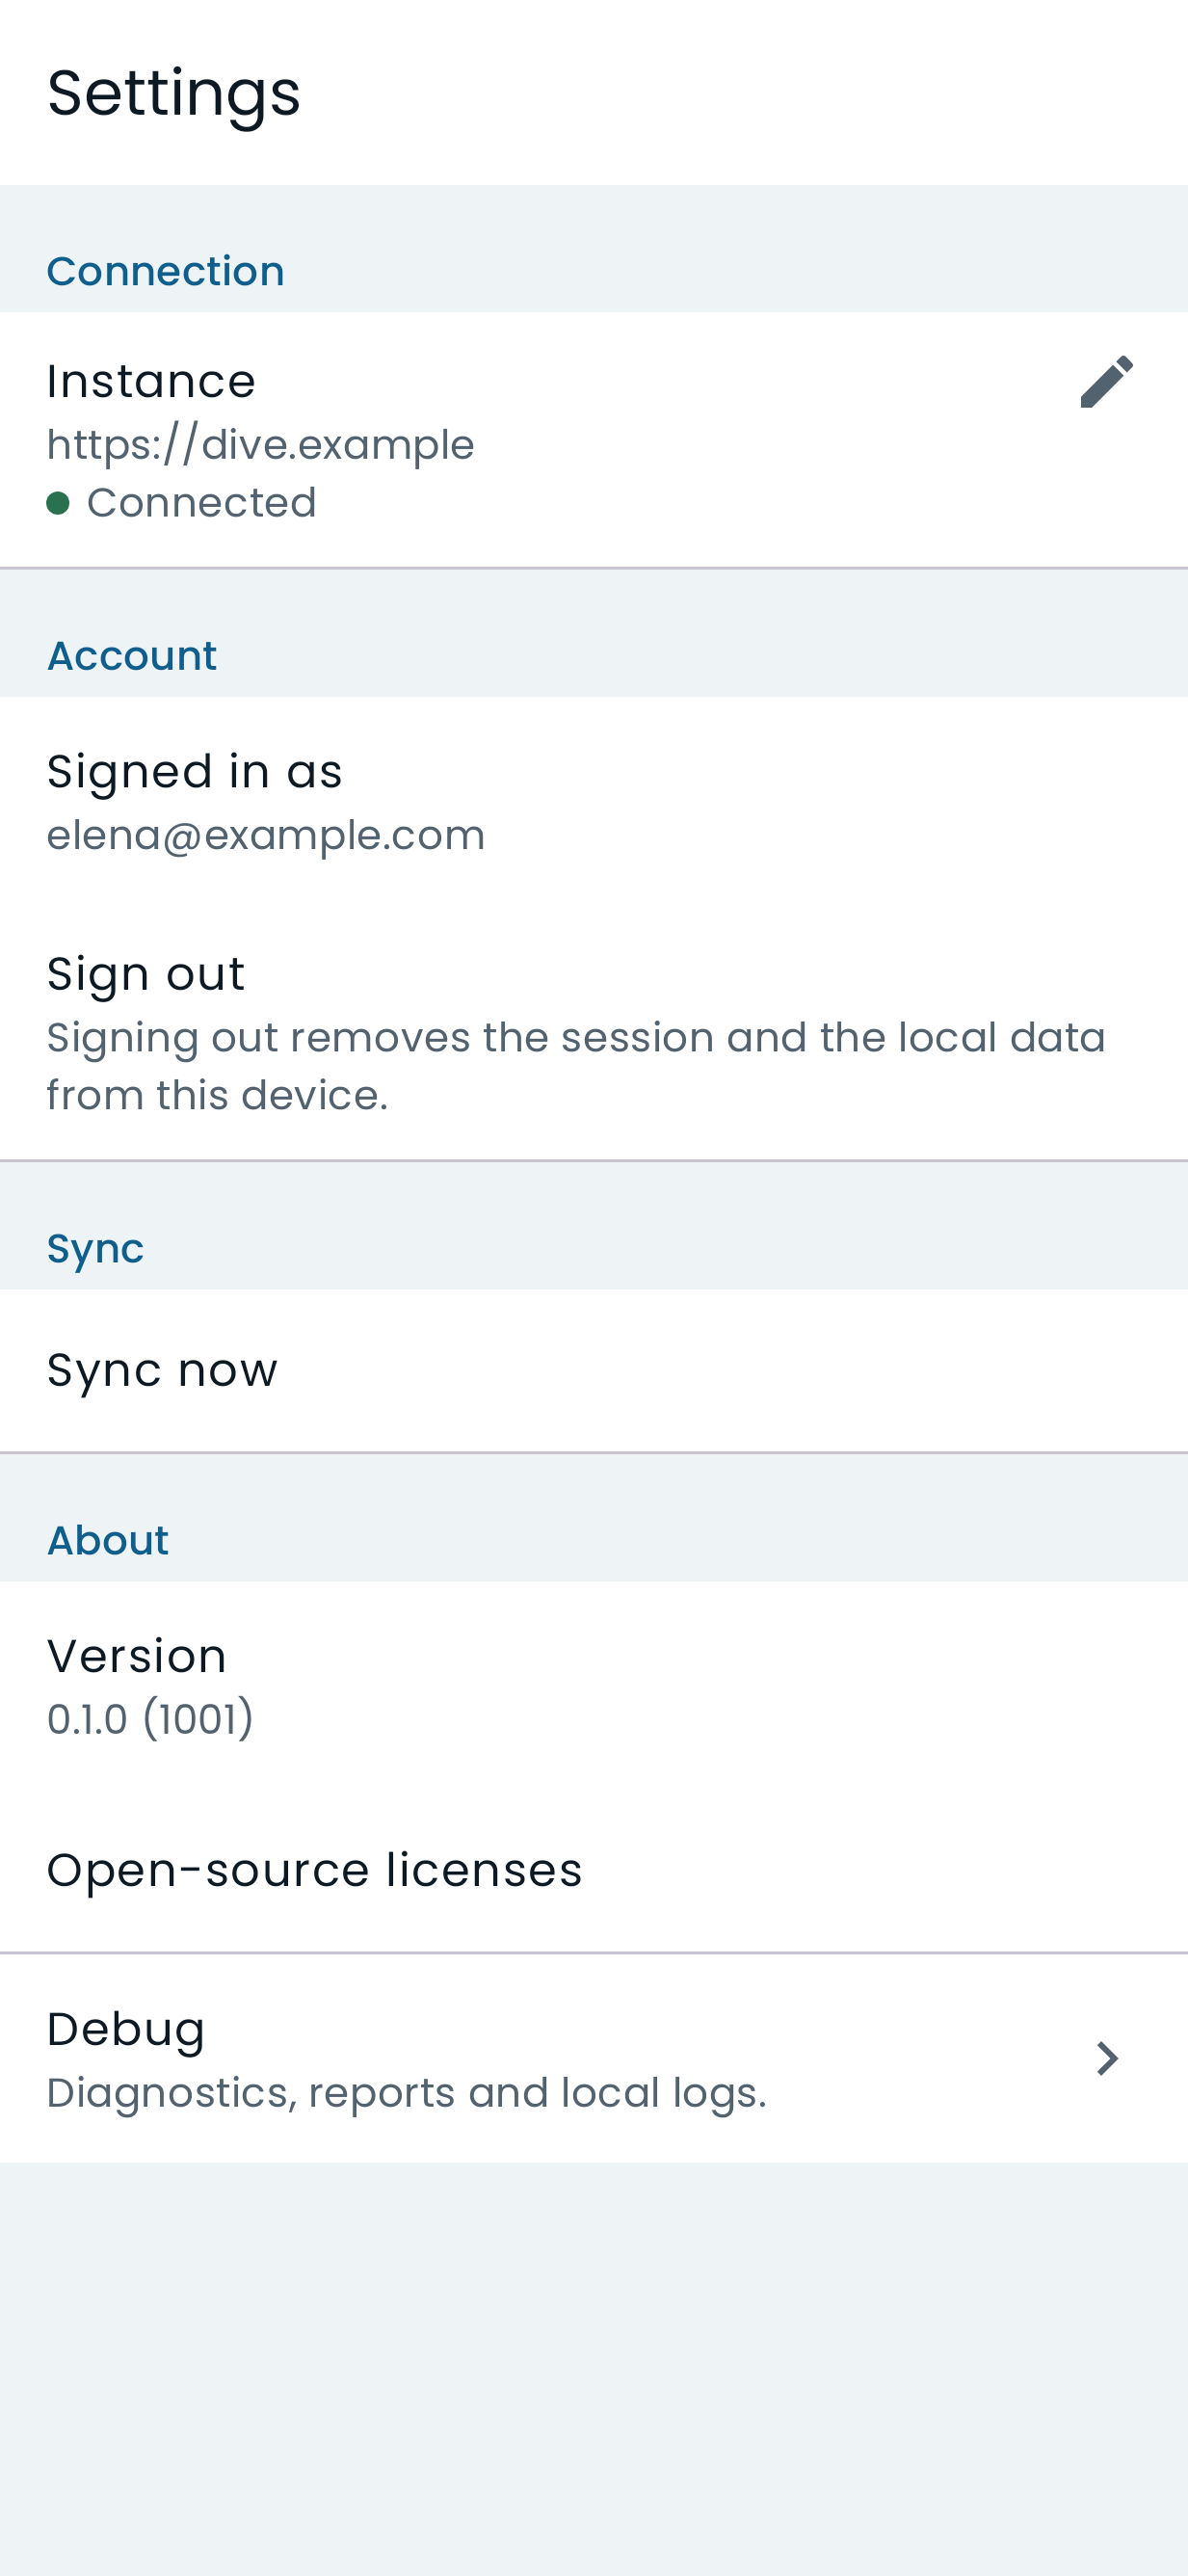 Settings
Connection
Instance
https://dive.example
Connected
Account
Signed in as
elena@example.com
Sign out
Signing out removes the session and the local data
from this device.
Sync
Sync now
About
Version
0.1.0 (1001)
Open-source licenses
Debug
Diagnostics, reports and local logs.